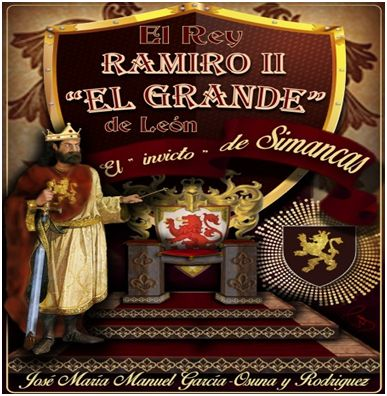 El Rey
RAMIRO II
“EL GRANDE”
de León
El “ invicto „ de Simancas
José María Manuel García-Osuna y Rodríguez